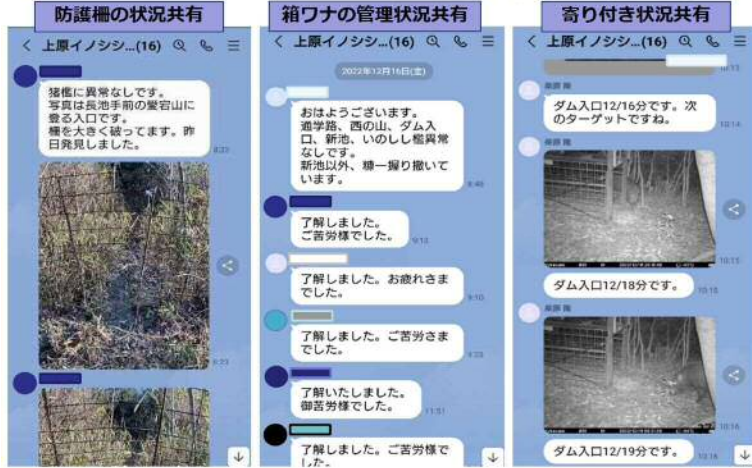 防護柵の状況共有
上原イノシシ...(16)
猪檻に異常なしです。
写真は長池手前の愛宕山に
登る入口です。
柵を大きく破ってます。昨
日発見しました。
8:23
8:23
箱ワナの管理状況共有
上原イノシシ...(16)
2022年12月16日(金)
おはようございます。
通学路、西の山、ダム入
口、新池、いのしし檻異常
なしです。
新池以外、糠一握り撒いて
います。
8:48
了解しました。
ご苦労様でした。
9:10
了解しました。お疲れさま
でした。
9:10
了解しました。ご苦労さま
でした。
9:23
了解いたしました。
御苦労様でした。
11:51
了解しました。ご苦労様で
した。
寄り付き状況共有
上原イノシシ...(16)
10:13
ダム入口12/16分です。次
のターゲットですね。
10:14
10:15
ダム入口12/18分です。
10:15
10:16
ダム入口12/19分です。
10:16